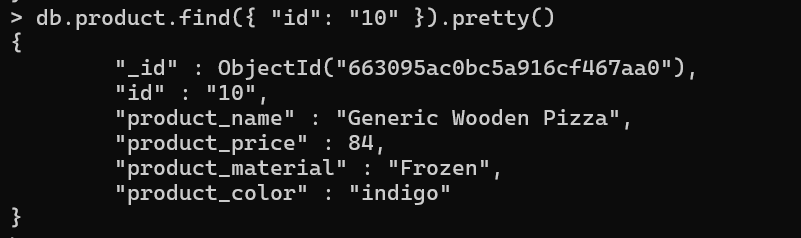 > db.product.find({ "id": "10" }).pretty()
{
"_id" : ObjectId("663095ac0bc5a916cf467aa0"),
"id" : "10",
"product_name" : "Generic Wooden Pizza",
"product_price" : 84,
"product_material" : "Frozen",
"product_color" : "indigo"
}